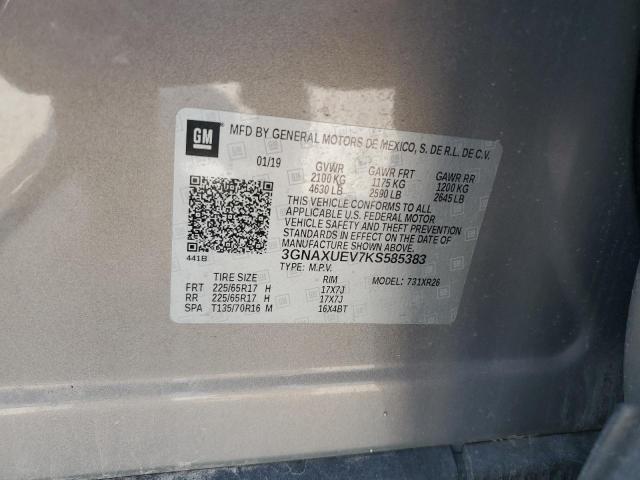 GM
MFD BY GENERAL MOTORS DE MEXICO, S. DE R.L. DE C.V.
01/19 GVWR GAWR FRT GAWR RR
2100 KG 1175 KG 1200 KG
4630 LB 2590 LB 2645 LB
THIS VEHICLE CONFORMS TO ALL
APPLICABLE U.S. FEDERAL MOTOR
VEHICLE SAFETY AND THEFT PREVENTION
STANDARDS IN EFFECT ON THE DATE OF
MANUFACTURE SHOWN ABOVE.
3GNAXUEV7KS585383
441B
TYPE: M.P.V. MODEL: 731XR26
TIRE SIZE RIM
FRT 225/65R17 H 17X7J
RR 225/65R17 H 17X7J
SPA T135/70R16 M 16X4BT